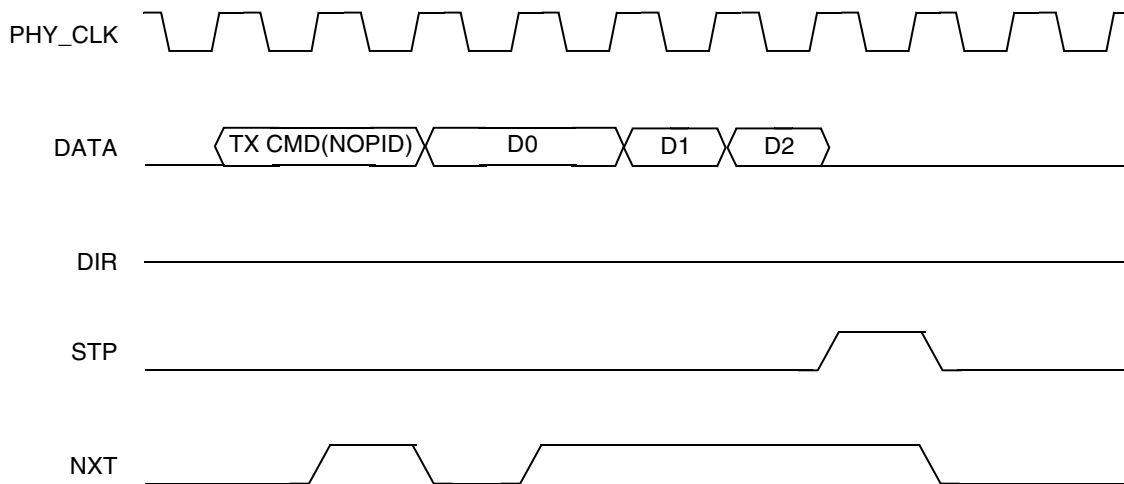 PHY_CLK
DATA
TX CMD(NOPID)
D0
D1
D2
DIR
STP
NXT